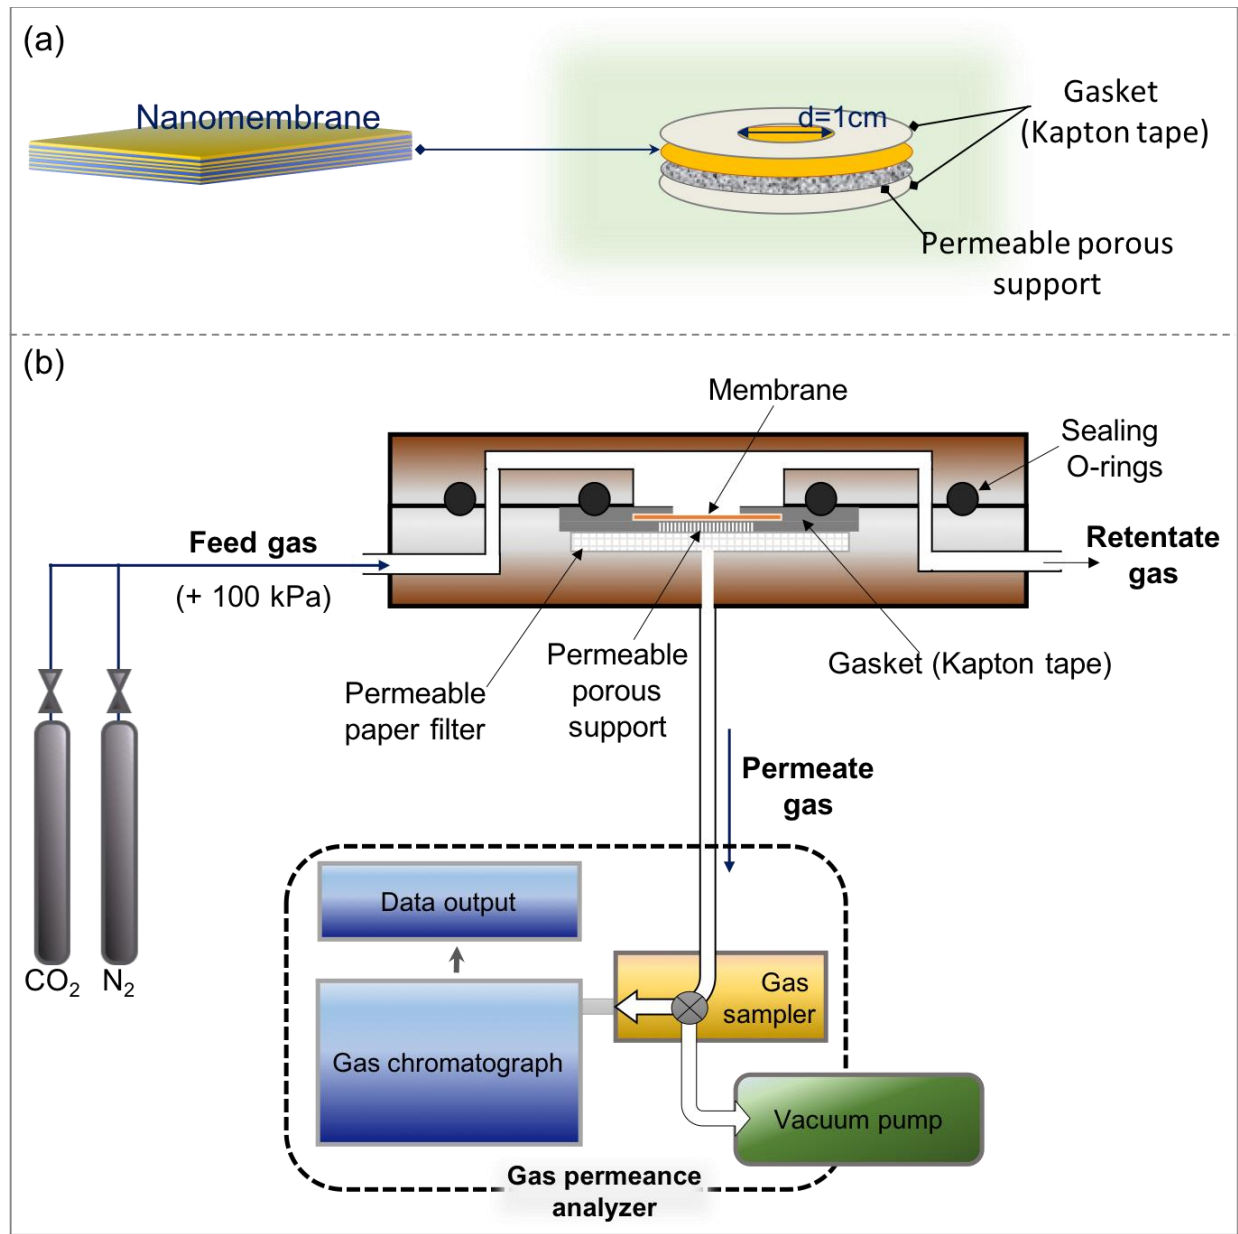 (a)
Nanomembrane
d=1cm
Gasket
(Kapton tape)
Permeable porous
support
(b)
Membrane
Sealing
O-rings
Feed gas
(+ 100 kPa)
Retentate
gas
Permeable
paper filter
Permeable
porous
support
Gasket (Kapton tape)
Permeate
gas
CO₂
N₂
Data output
Gas
sampler
Gas chromatograph
Vacuum pump
Gas permeance
analyzer